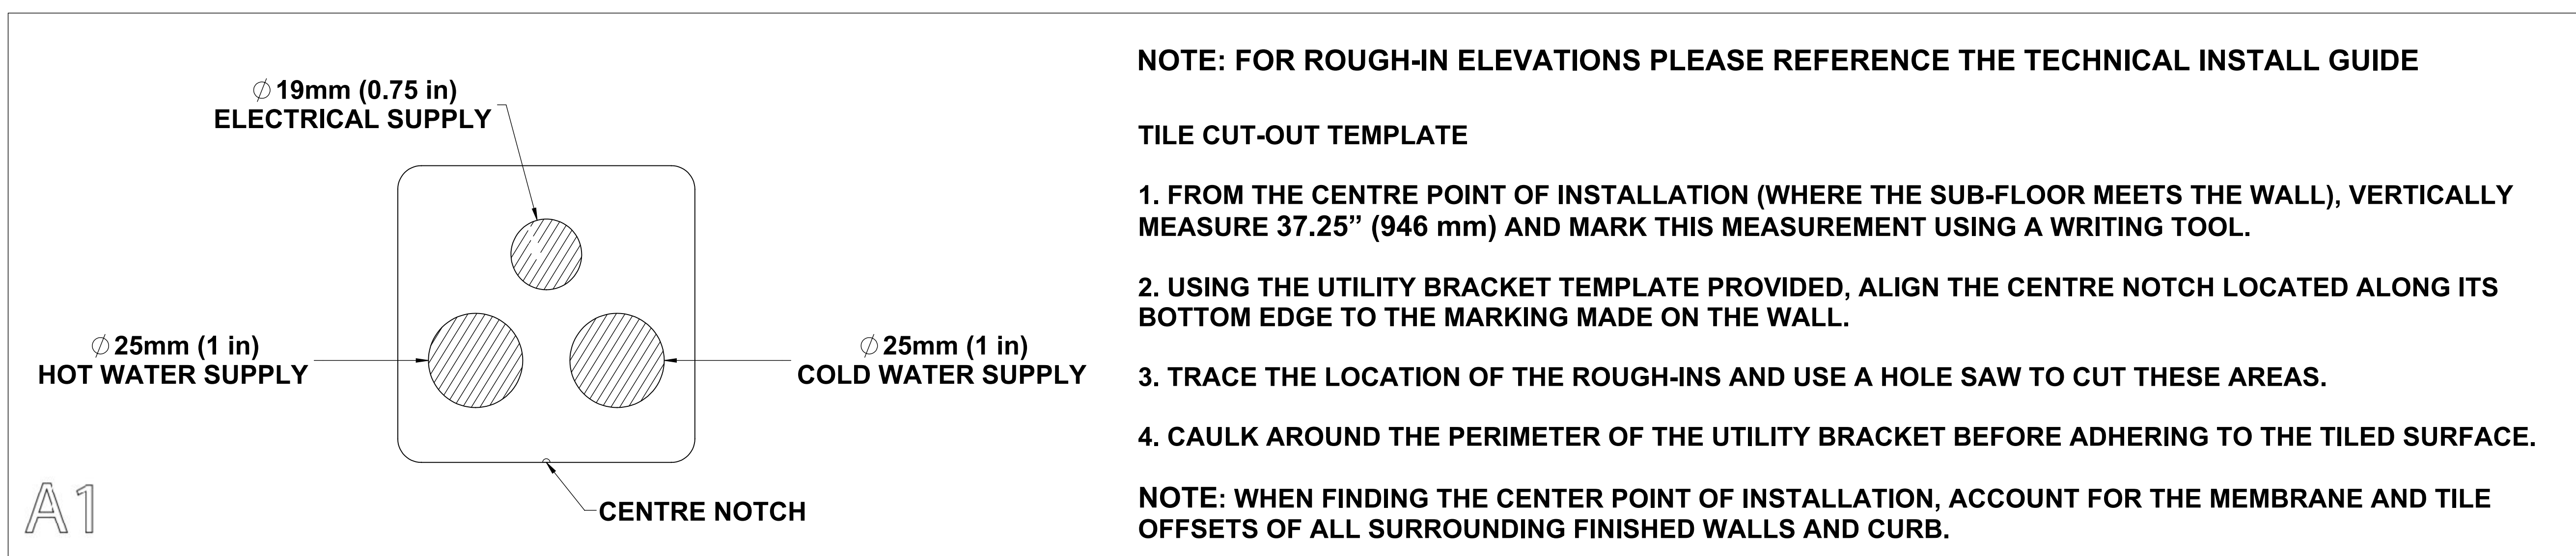 ∅ 19mm (0.75 in)
ELECTRICAL SUPPLY
∅ 25mm (1 in)
HOT WATER SUPPLY
∅ 25mm (1 in)
COLD WATER SUPPLY
CENTRE NOTCH
A1
NOTE: FOR ROUGH-IN ELEVATIONS PLEASE REFERENCE THE TECHNICAL INSTALL GUIDE
TILE CUT-OUT TEMPLATE
1. FROM THE CENTRE POINT OF INSTALLATION (WHERE THE SUB-FLOOR MEETS THE WALL), VERTICALLY
MEASURE 37.25” (946 mm) AND MARK THIS MEASUREMENT USING A WRITING TOOL.
2. USING THE UTILITY BRACKET TEMPLATE PROVIDED, ALIGN THE CENTRE NOTCH LOCATED ALONG ITS
BOTTOM EDGE TO THE MARKING MADE ON THE WALL.
3. TRACE THE LOCATION OF THE ROUGH-INS AND USE A HOLE SAW TO CUT THESE AREAS.
4. CAULK AROUND THE PERIMETER OF THE UTILITY BRACKET BEFORE ADHERING TO THE TILED SURFACE.
NOTE: WHEN FINDING THE CENTER POINT OF INSTALLATION, ACCOUNT FOR THE MEMBRANE AND TILE
OFFSETS OF ALL SURROUNDING FINISHED WALLS AND CURB.